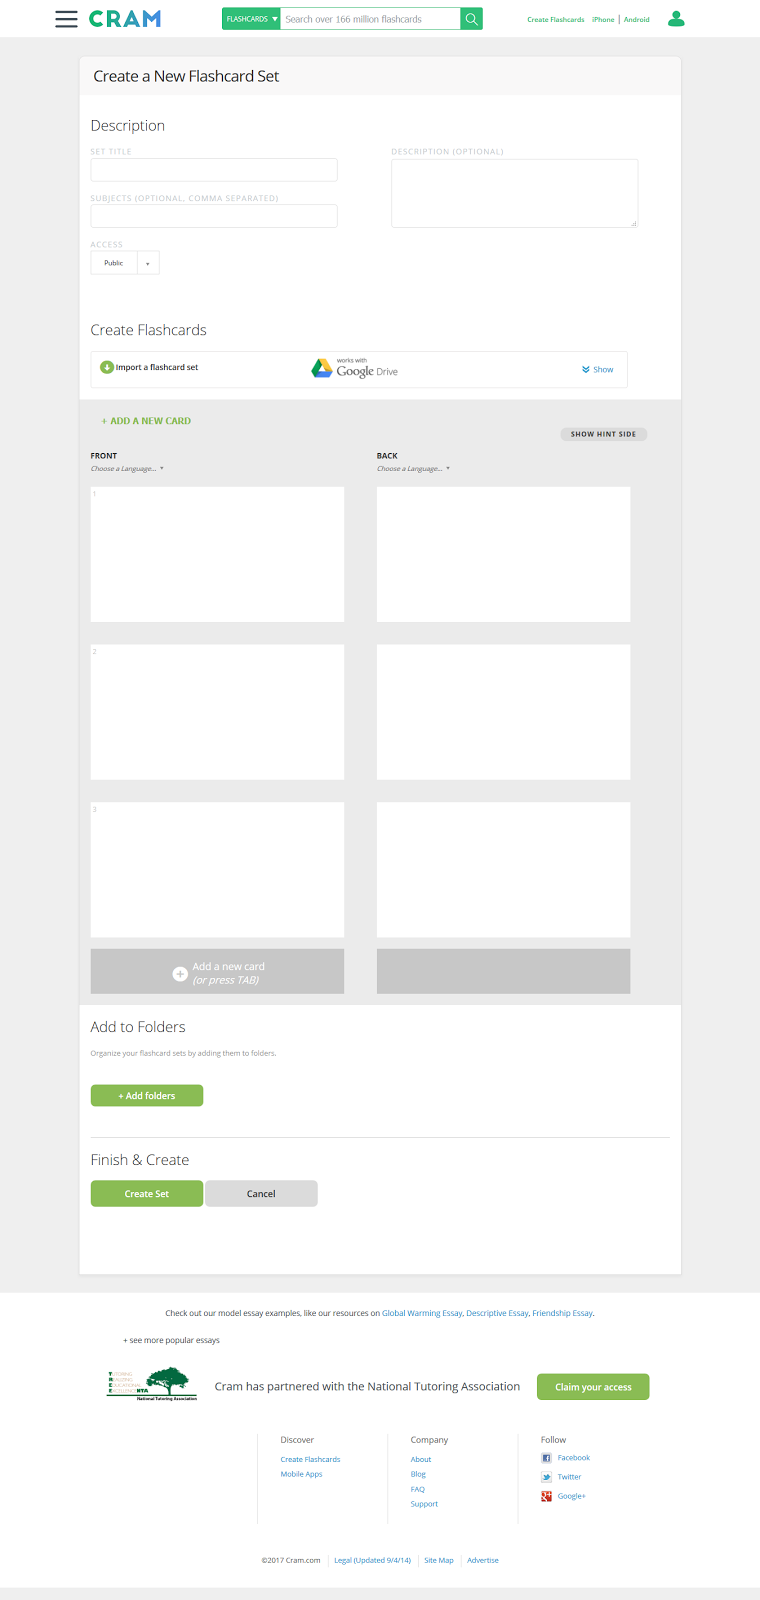 CRAM
FLASHCARDS ▼ Search over 166 million flashcards
Create Flashcards iPhone | Android
Create a New Flashcard Set
Description
SET TITLE
DESCRIPTION (OPTIONAL)
SUBJECTS (OPTIONAL, COMMA SEPARATED)
ACCESS
Public
Create Flashcards
Import a flashcard set
works with
Google Drive
Show
+ ADD A NEW CARD
SHOW HINT SIDE
FRONT
BACK
Choose a Language...
Choose a Language...
1
2
3
Add a new card
(or press TAB)
Add to Folders
Organize your flashcard sets by adding them to folders.
+ Add folders
Finish & Create
Create Set
Cancel
Check out our model essay examples, like our resources on Global Warming Essay, Descriptive Essay, Friendship Essay.
+ see more popular essays
National Tutoring Association
Cram has partnered with the National Tutoring Association
Claim your access
Discover
Create Flashcards
Mobile Apps
Company
About
Blog
FAQ
Support
Follow
Facebook
Twitter
Google+
©2017 Cram.com
Legal (Updated 9/4/14)
Site Map
Advertise